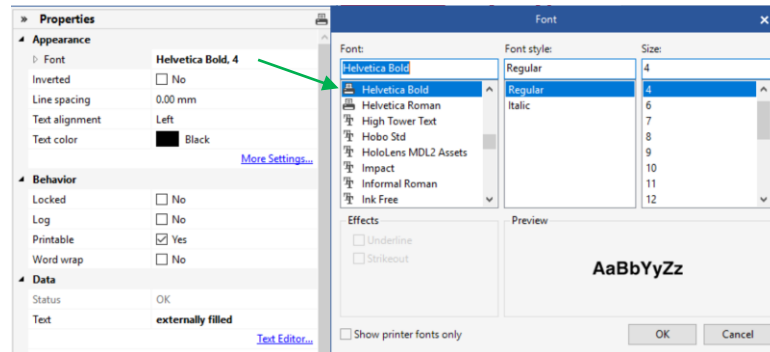 Properties
Appearance
Font Helvetica Bold, 4
Inverted No
Line spacing 0.00 mm
Text alignment Left
Text color Black
More Settings...
Behavior
Locked No
Log No
Printable Yes
Word wrap No
Data
Status OK
Text externally filled
Text Editor...
Font
Font: Font style: Size:
Helvetica Bold Regular 4
Helvetica Bold Regular 4
Helvetica Roman Italic 6
High Tower Text 7
Hobo Std 8
HoloLens MDL2 Assets 9
Impact 10
Informal Roman 11
Ink Free 12
Effects Preview
Underline
Strikeout
AaBbYyZz
Show printer fonts only OK Cancel